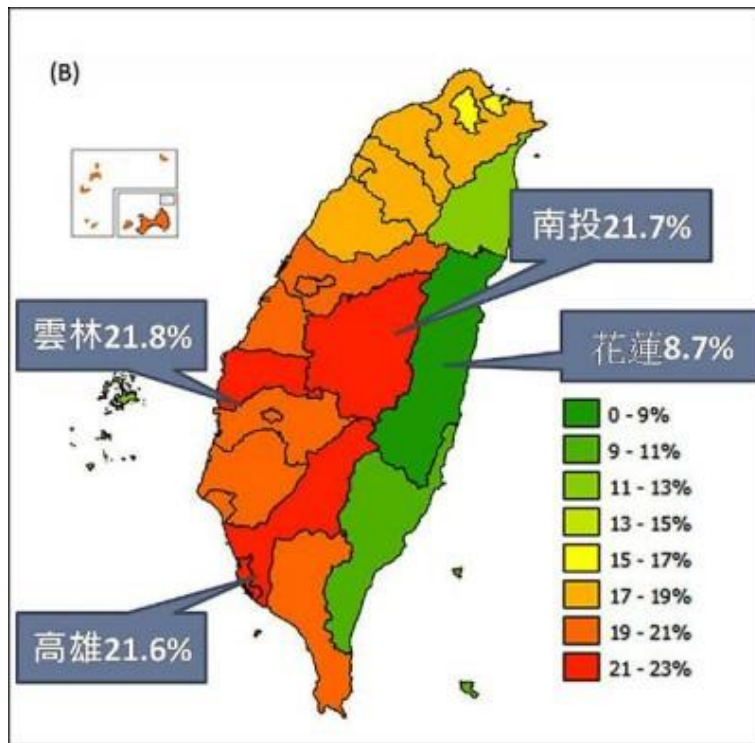 (B)
南投21.7%
雲林21.8%
花蓮8.7%
高雄21.6%
0 - 9%
9 - 11%
11 - 13%
13 - 15%
15 - 17%
17 - 19%
19 - 21%
21 - 23%